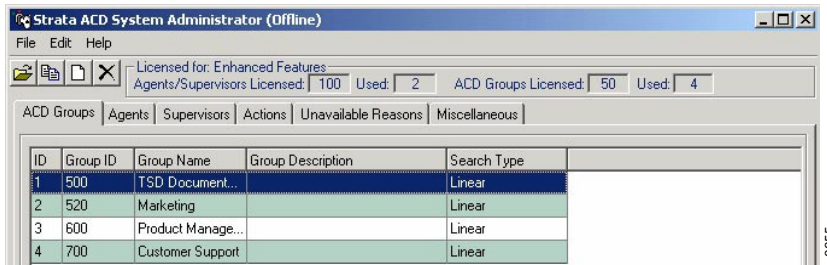 Strata ACD System Administrator (Offline)
File Edit Help
Licensed for: Enhanced Features
Agents/Supervisors Licensed: 100 Used: 2 ACD Groups Licensed: 50 Used: 4
ACD Groups Agents Supervisors Actions Unavailable Reasons Miscellaneous
ID Group ID Group Name Group Description Search Type
1 500 TSD Document... Linear
2 520 Marketing Linear
3 600 Product Manage... Linear
4 700 Customer Support Linear